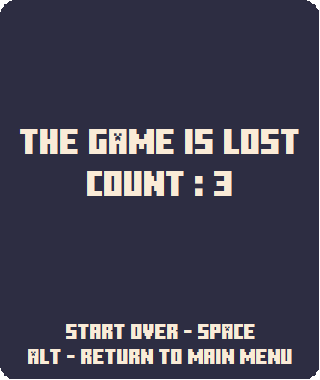 THE GAME IS LOST
COUNT : 3
START OVER - SPACE
ALT - RETURN TO MAIN MENU